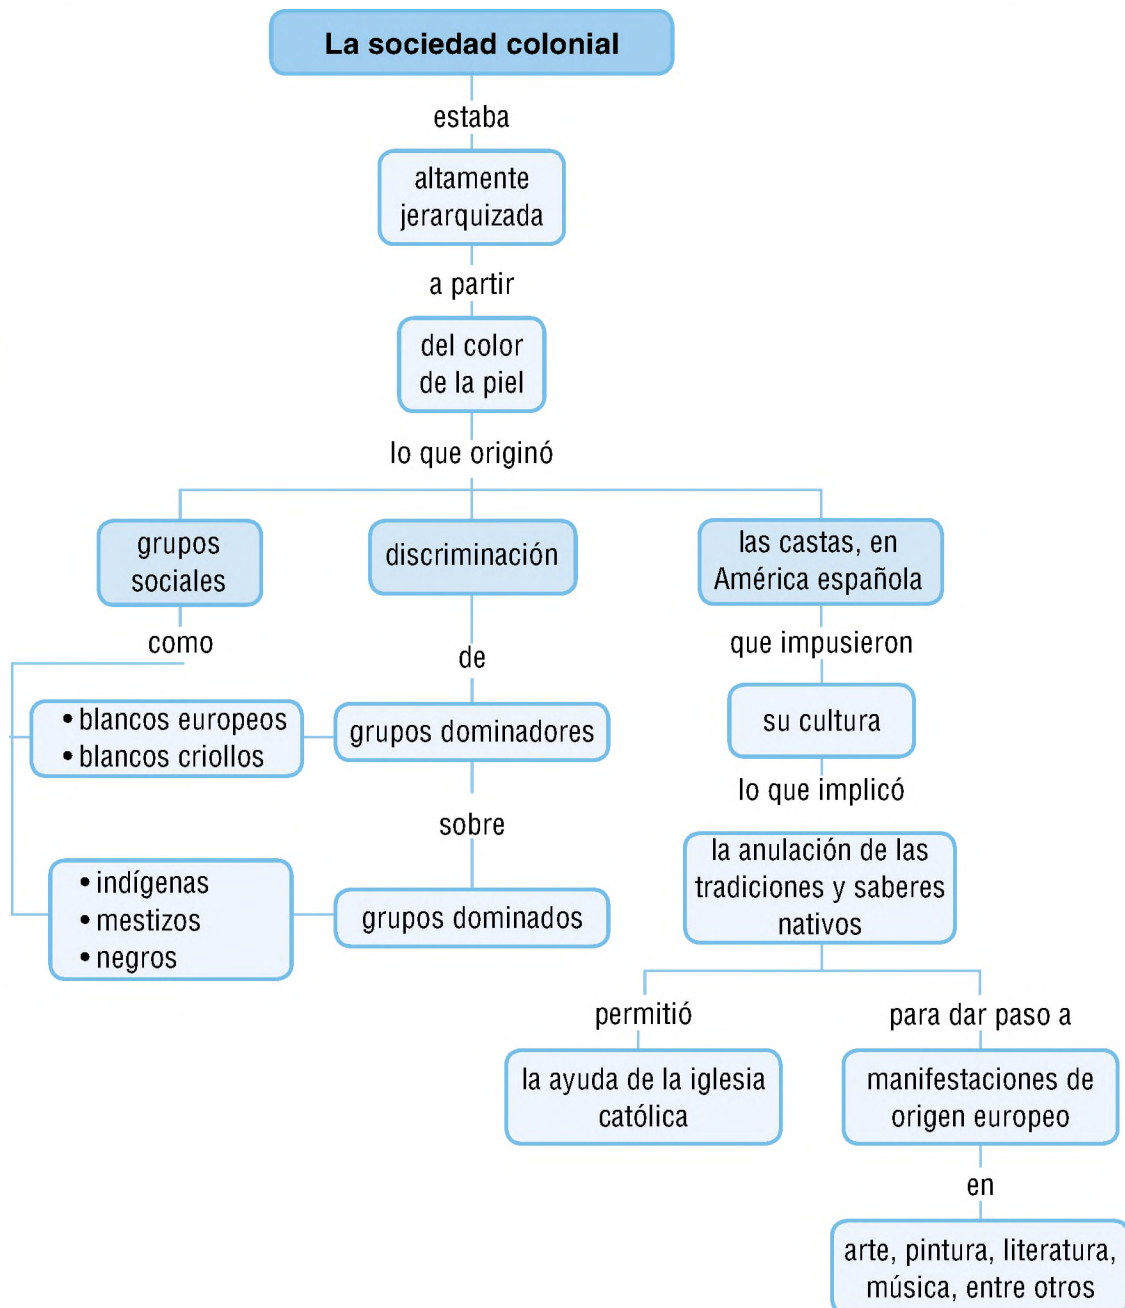 La sociedad colonial
estaba
altamente
jerarquizada
a partir
del color
de la piel
lo que originó
grupos
sociales
como
• blancos europeos
• blancos criollos
• indígenas
• mestizos
• negros
discriminación
de
grupos dominadores
sobre
grupos dominados
las castas, en
América española
que impusieron
su cultura
lo que implicó
la anulación de las
tradiciones y saberes
nativos
permitió
la ayuda de la iglesia
católica
para dar paso a
manifestaciones de
origen europeo
en
arte, pintura, literatura,
música, entre otros